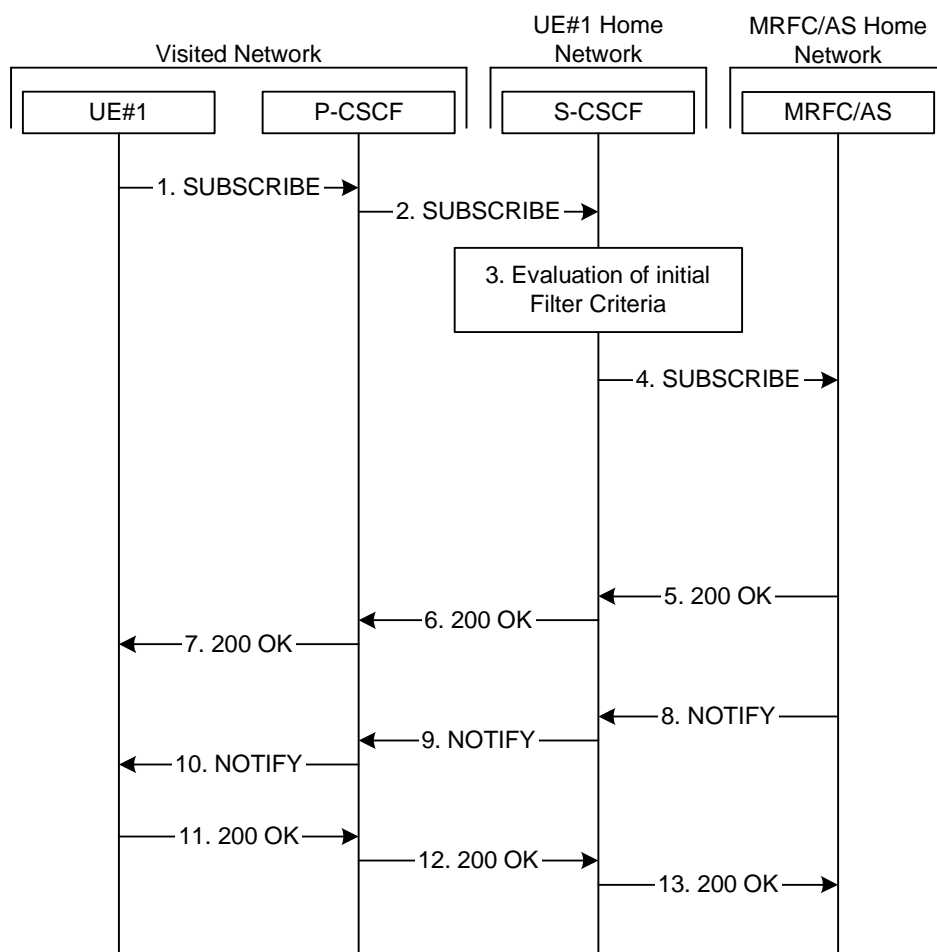 Visited Network
UE#1 Home
Network
MRFC/AS Home
Network
UE#1
P-CSCF
S-CSCF
MRFC/AS
1. SUBSCRIBE
2. SUBSCRIBE
3. Evaluation of initial
Filter Criteria
4. SUBSCRIBE
5. 200 OK
6. 200 OK
7. 200 OK
8. NOTIFY
9. NOTIFY
10. NOTIFY
11. 200 OK
12. 200 OK
13. 200 OK